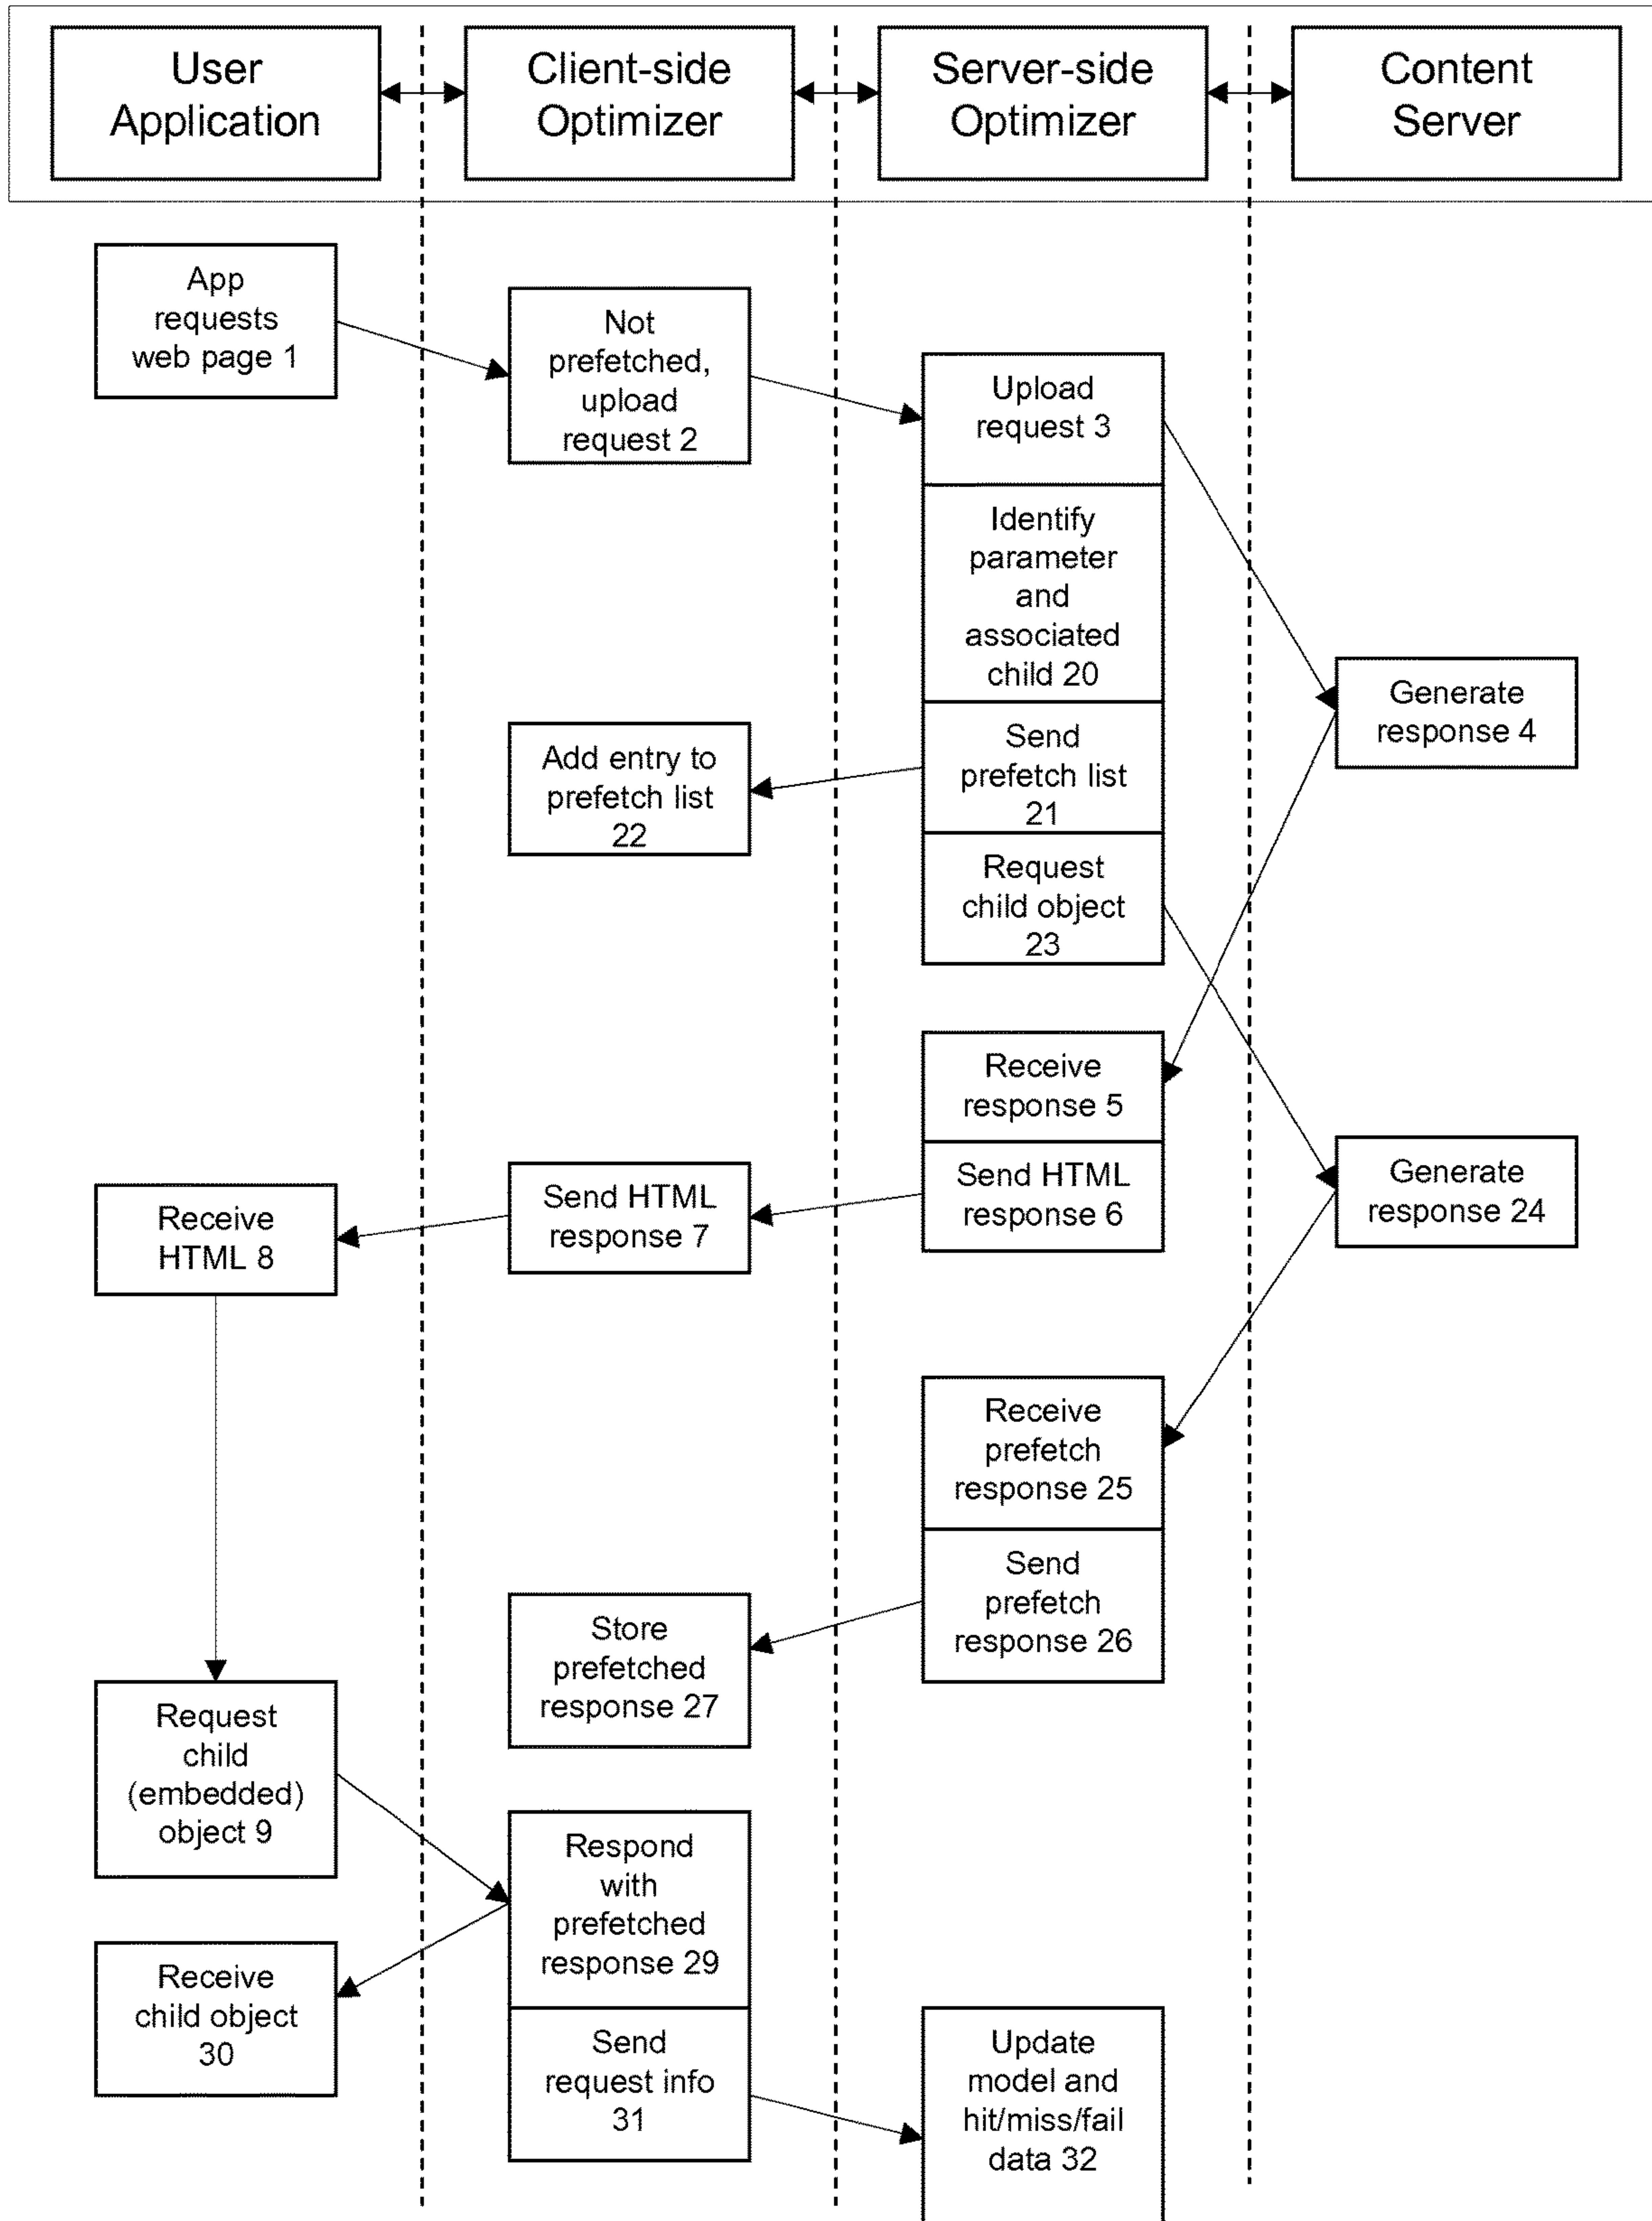 User
Application
Client-side
Optimizer
Server-side
Optimizer
Content
Server
App
requests
web page 1
Not
prefetched,
upload
request 2
Upload
request 3
Identify
parameter
and
associated
child 20
Generate
response 4
Send
prefetch list
21
Add entry to
prefetch list
22
Request
child object
23
Receive
response 5
Send HTML
response 6
Generate
response 24
Send HTML
response 7
Receive
HTML 8
Receive
prefetch
response 25
Send
prefetch
response 26
Store
prefetched
response 27
Request
child
(embedded)
object 9
Respond
with
prefetched
response 29
Receive
child object
30
Send
request info
31
Update
model and
hit/miss/fail
data 32